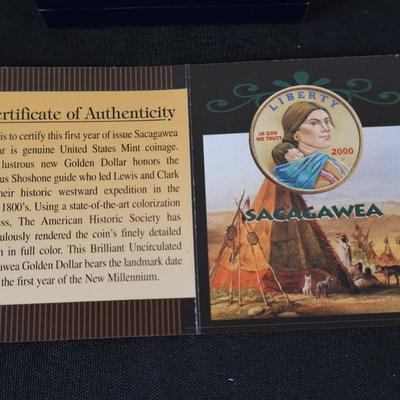 ertificate of Authenticity
is to certify this first year of issue Sacagawea
ar is genuine United States Mint coinage.
lustrous new Golden Dollar honors the
us Shoshone guide who led Lewis and Clark
heir historic westward expedition in the
1800's. Using a state-of-the-art colorization
ess, The American Historic Society has
ulously rendered the coin's finely detailed
n in full color. This Brilliant Uncirculated
awea Golden Dollar bears the landmark date
the first year of the New Millennium.
LIBERTY
IN GOD
WE TRUST
2000
P
SACAGAWEA